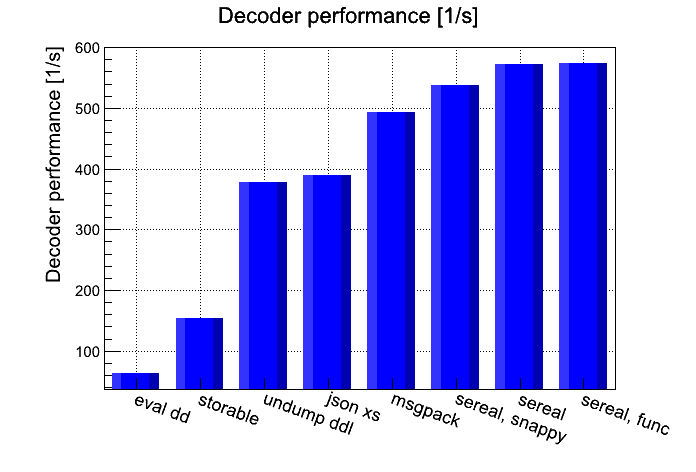 Decoder performance [1/s]
Decoder performance [1/s]
600
500
400
300
200
100
eval dd
storable
undump ddl
json xs
msgpack
sereal, snappy
sereal
sereal, func